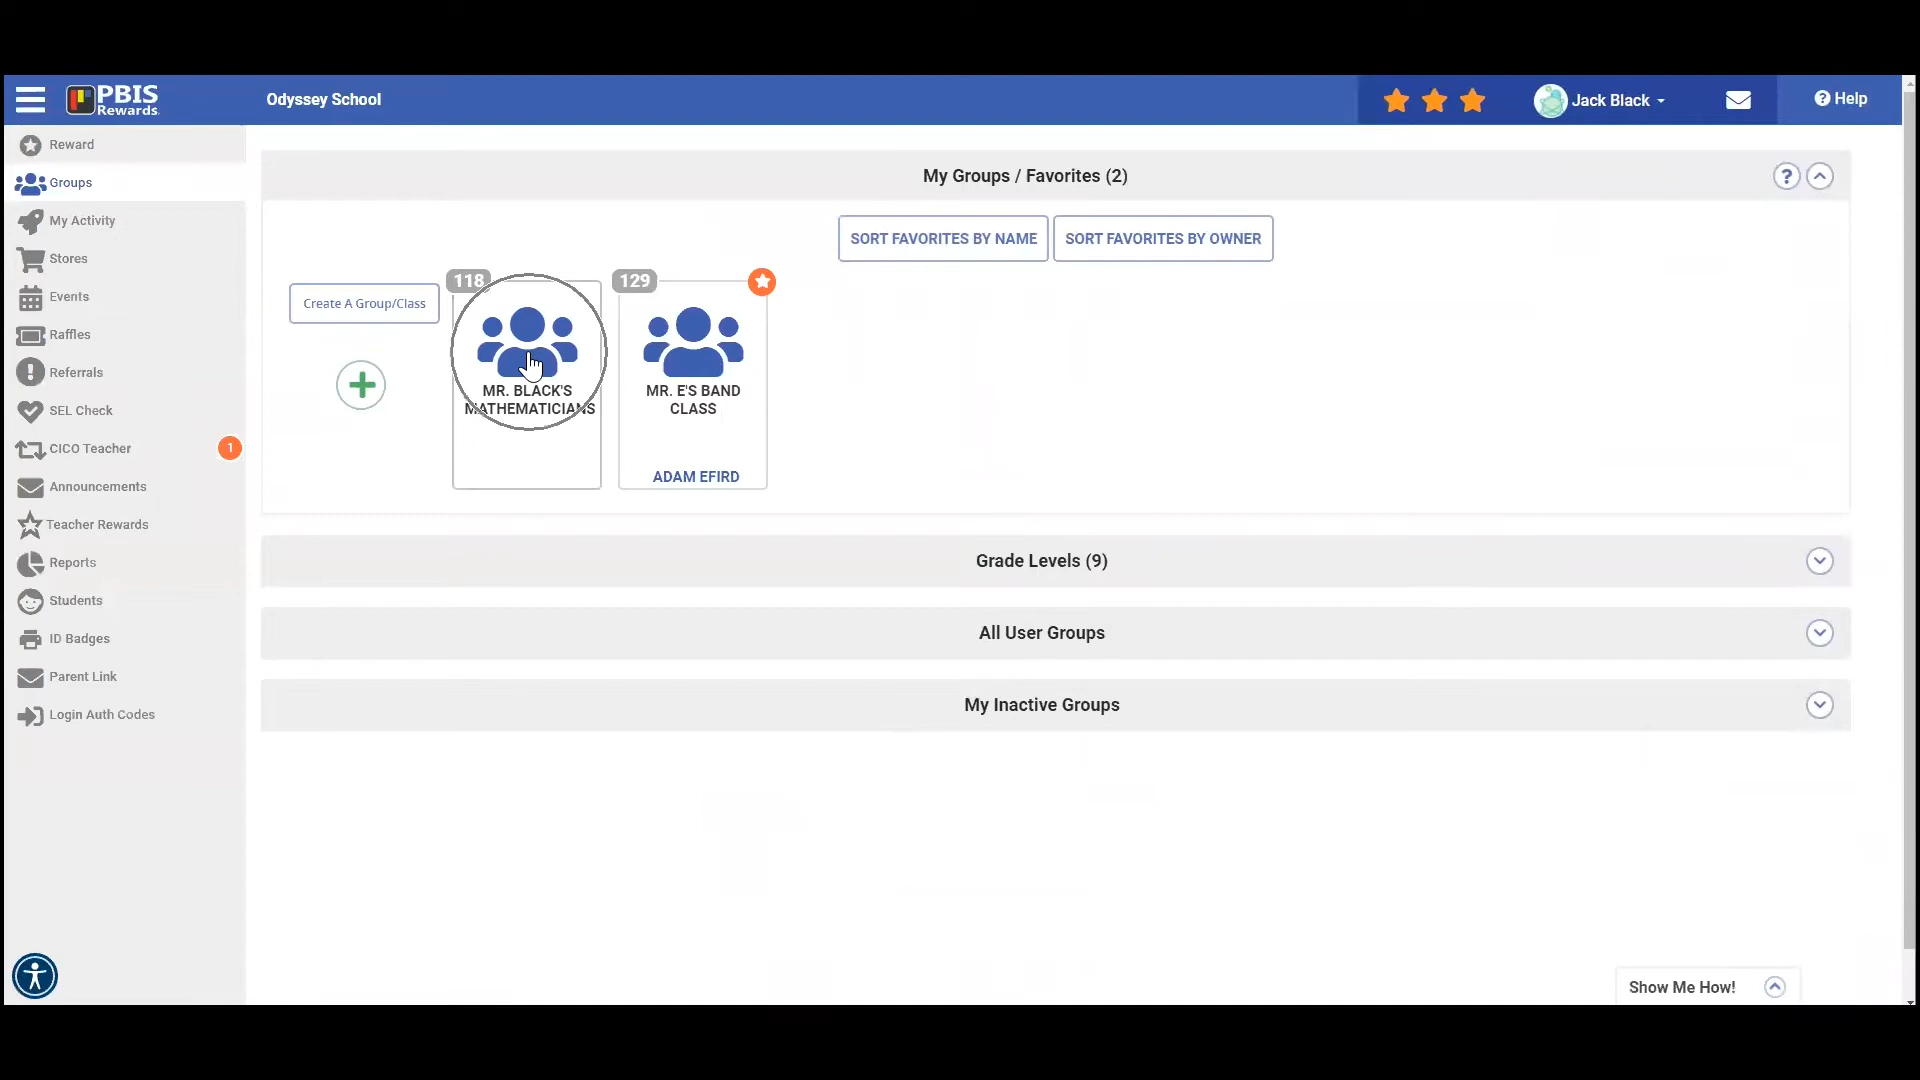 PBIS
Rewards
Odyssey School
Jack Black
? Help
Reward
Groups
My Activity
Stores
Events
Raffles
Referrals
SEL Check
CICO Teacher
1
Announcements
Teacher Rewards
Reports
Students
ID Badges
Parent Link
Login Auth Codes
My Groups / Favorites (2)
?
SORT FAVORITES BY NAME
SORT FAVORITES BY OWNER
Create A Group/Class
118
MR. BLACK'S
MATHEMATICIANS
129
MR. E'S BAND
CLASS
ADAM EFIRD
Grade Levels (9)
All User Groups
My Inactive Groups
Show Me How!